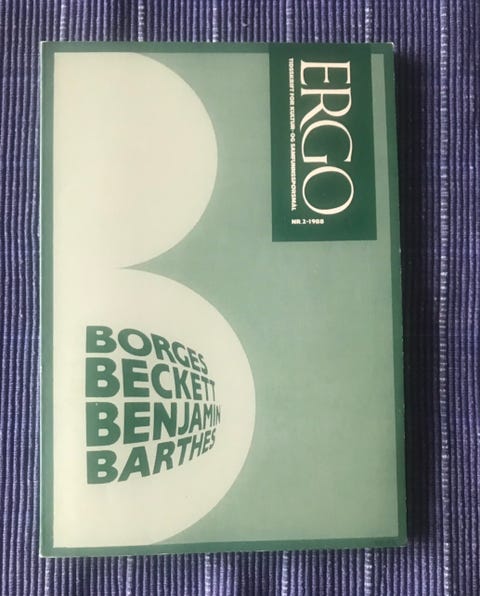 ERGO
TIDSSKRIFT FOR KULTUR- OG SAMFUNNSSPØRSMÅL
NR. 2-1988
BORGES
BECKETT
BENJAMIN
BARTHES